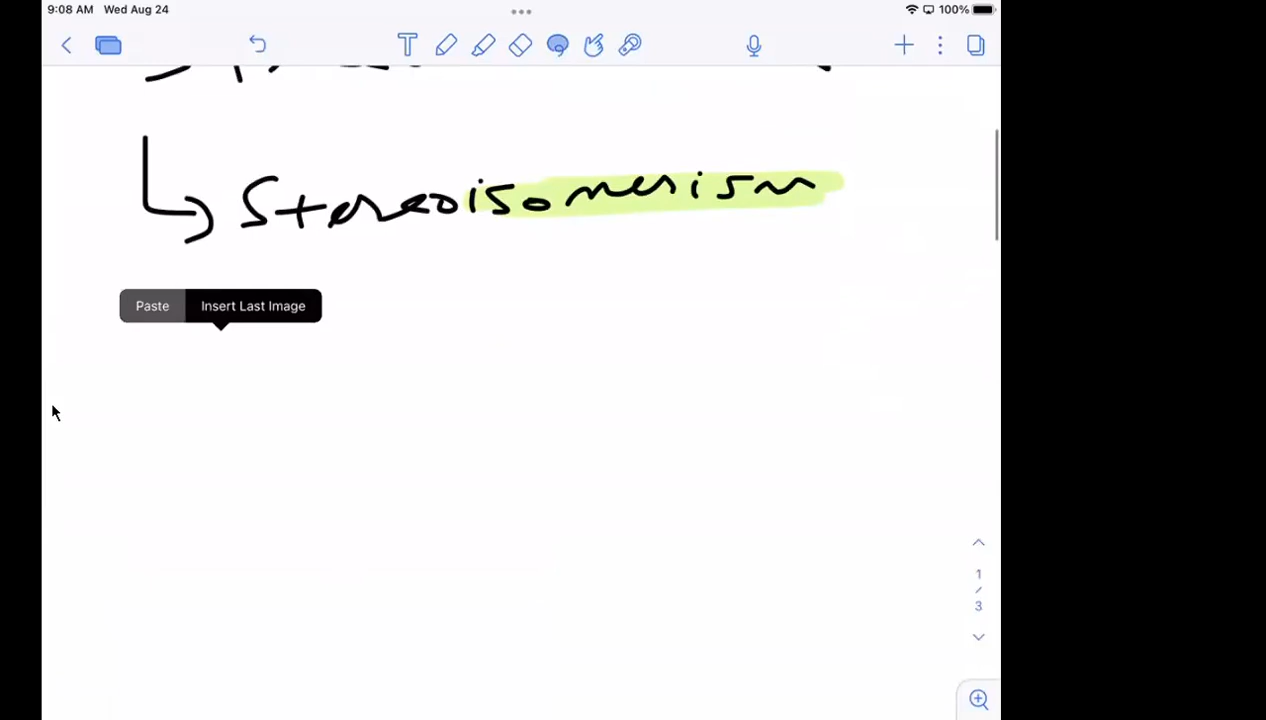 9:08 AM Wed Aug 24 100%
↳ Stereoisomerism
Paste Insert Last Image
1
/
3